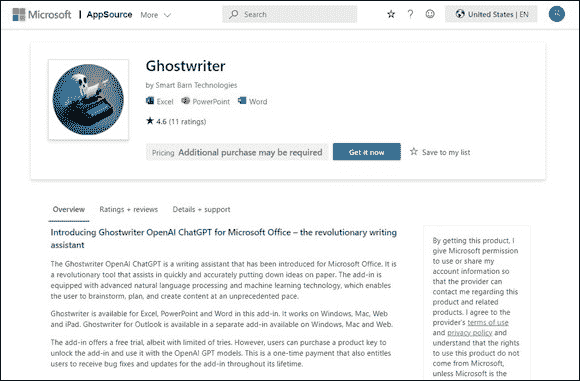 Microsoft | AppSource More Search ? United States | EN
Ghostwriter
by Smart Barn Technologies
Excel PowerPoint Word
★ 4.6 (11 ratings)
Pricing Additional purchase may be required Get it now Save to my list
Overview Ratings + reviews Details + support
Introducing Ghostwriter OpenAI ChatGPT for Microsoft Office – the revolutionary writing
assistant
The Ghostwriter OpenAI ChatGPT is a writing assistant that has been introduced for Microsoft Office. It is
a revolutionary tool that assists in quickly and accurately putting down ideas on paper. The add-in is
equipped with advanced natural language processing and machine learning technology, which enables
the user to brainstorm, plan, and create content at an unprecedented pace.
Ghostwriter is available for Excel, PowerPoint and Word in this add-in. It works on Windows, Mac, Web
and iPad. Ghostwriter for Outlook is available in a separate add-in available on Windows, Mac and Web.
The add-in offers a free trial, albeit with limited of tries. However, users can purchase a product key to
unlock the add-in and use it with the OpenAI GPT models. This is a one-time payment that also entitles
users to receive bug fixes and updates for the add-in throughout its lifetime.
By getting this product, I
give Microsoft permission
to use or share my
account information so
that the provider can
contact me regarding this
product and related
products. I agree to the
provider's terms of use
and privacy policy and
understand that the rights
to use this product do not
come from Microsoft,
unless Microsoft is the